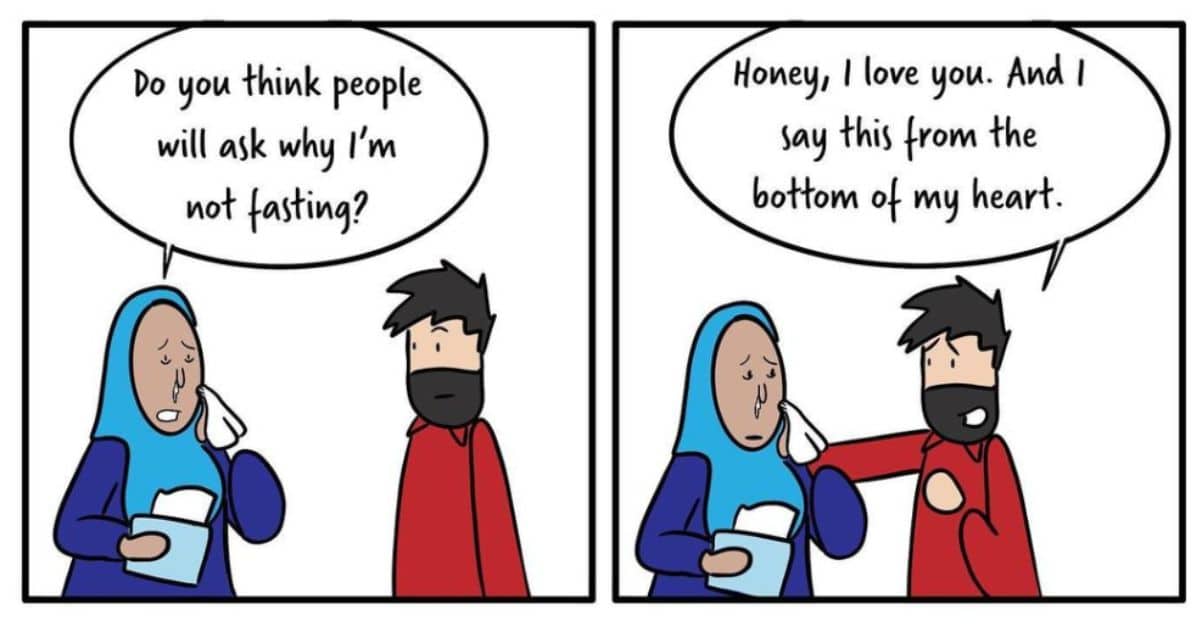 Do you think people
will ask why I'm
not fasting?
Honey, I love you. And I
say this from the
bottom of my heart.